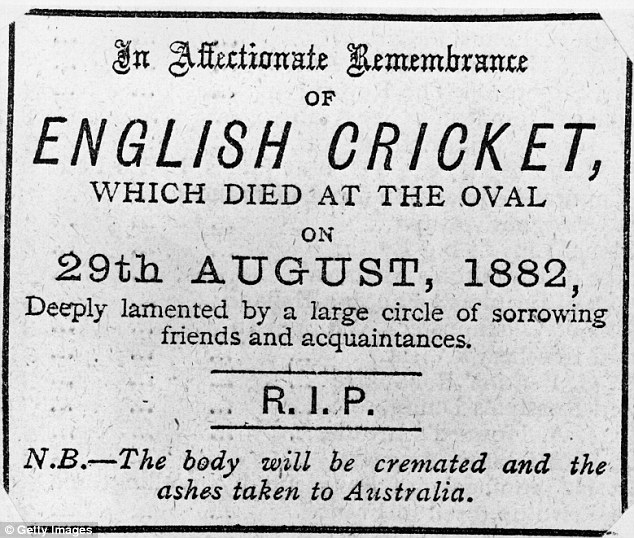 In Affectionate Remembrance
OF
ENGLISH CRICKET,
WHICH DIED AT THE OVAL
ON
29th AUGUST, 1882,
Deeply lamented by a large circle of sorrowing
friends and acquaintances.
R. I. P.
N.B.—The body will be cremated and the
ashes taken to Australia.
© Getty Images